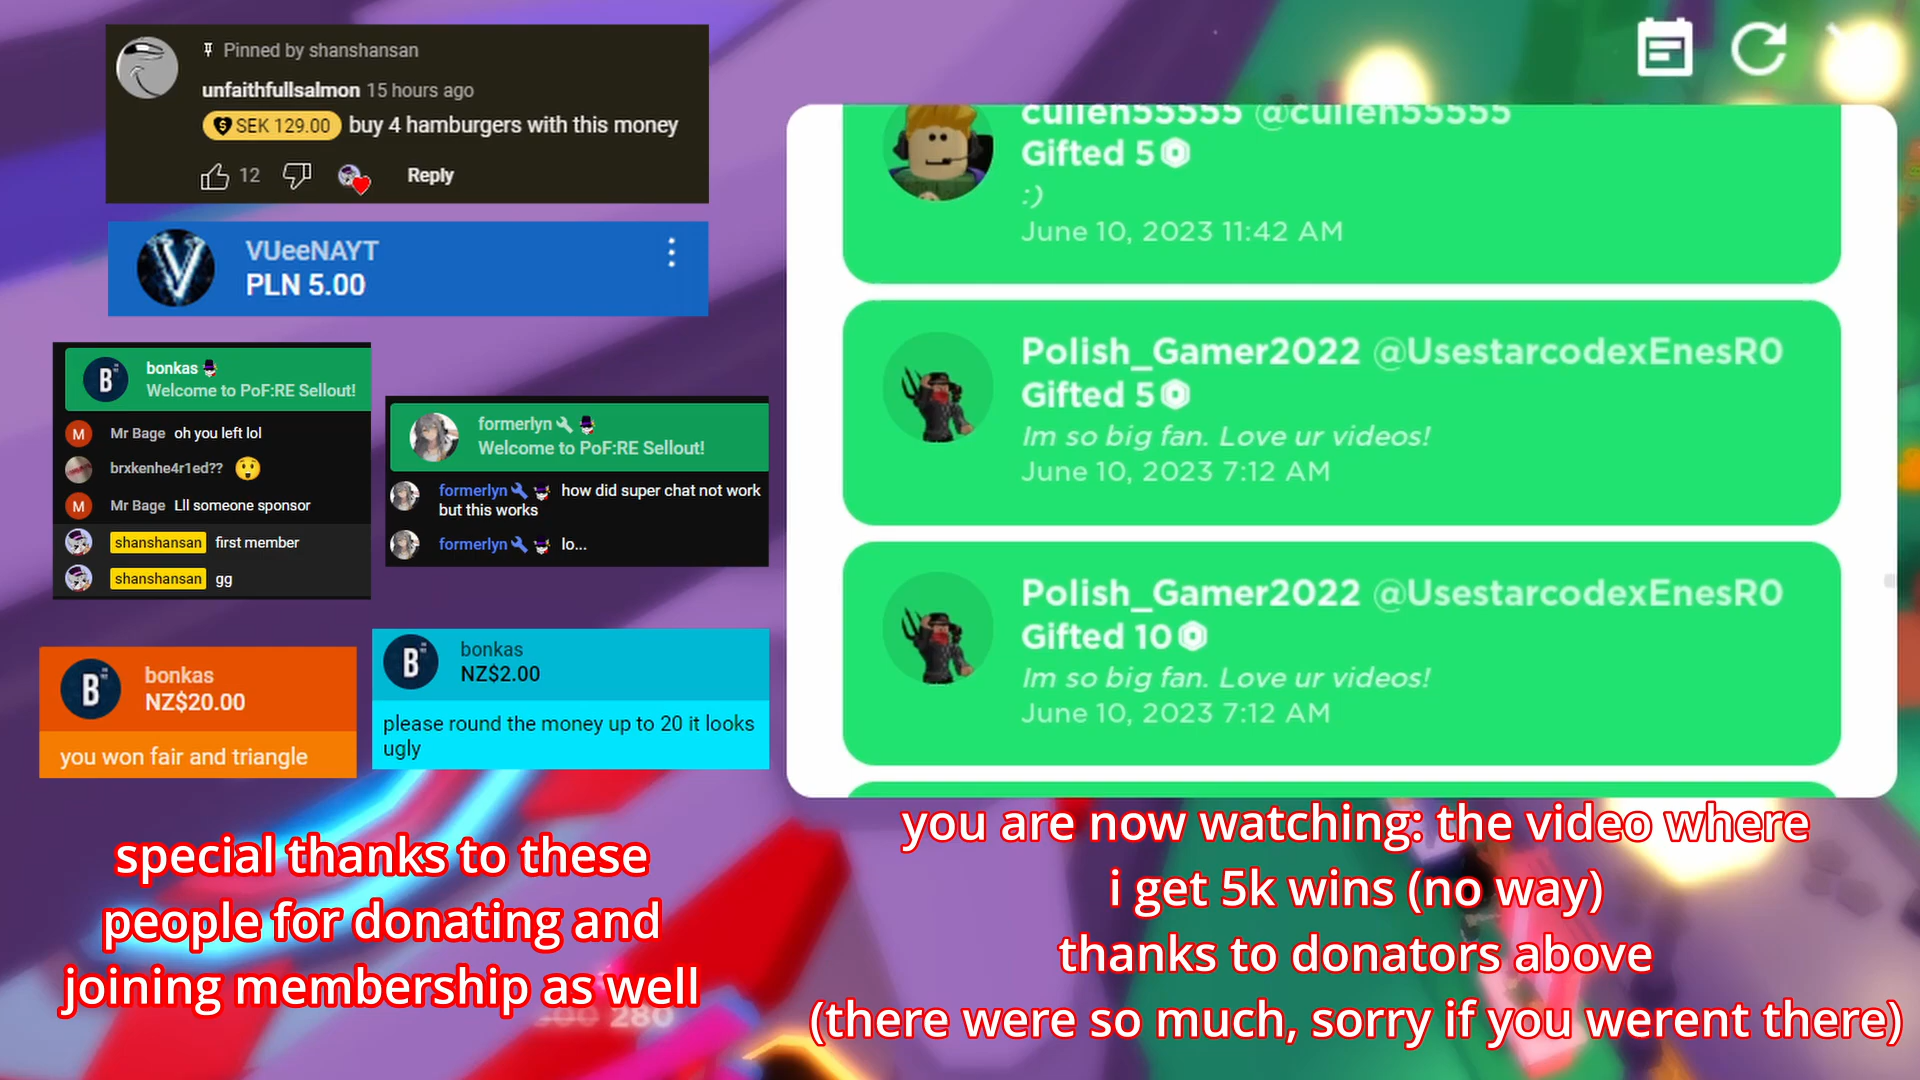 Pinned by shanshansan
unfaithfullsalmon 15 hours ago
SEK 129.00 buy 4 hamburgers with this money
12 Reply
VUeeNAYT
PLN 5.00
bonkas
Welcome to PoF:RE Sellout!
Mr Bage oh you left lol
brxkenhe4r1ed??
Mr Bage Lll someone sponsor
shanshansan first member
shanshansan gg
formerlyn
Welcome to PoF:RE Sellout!
formerlyn how did super chat not work
but this works
formerlyn lo...
bonkas
NZ$20.00
you won fair and triangle
bonkas
NZ$2.00
please round the money up to 20 it looks
ugly
special thanks to these
people for donating and
joining membership as well
cullen55555 @cullen55555
Gifted 5
:)
June 10, 2023 11:42 AM
Polish_Gamer2022 @UsestarcodexEnesR0
Gifted 5
Im so big fan. Love ur videos!
June 10, 2023 7:12 AM
Polish_Gamer2022 @UsestarcodexEnesR0
Gifted 10
Im so big fan. Love ur videos!
June 10, 2023 7:12 AM
you are now watching: the video where
i get 5k wins (no way)
thanks to donators above
(there were so much, sorry if you werent there)
280